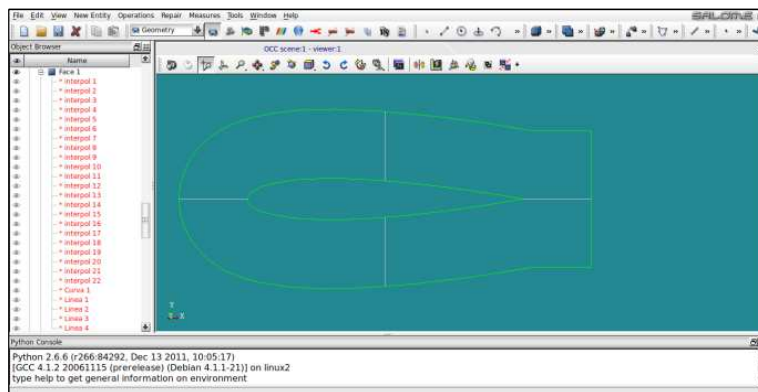 File Edit View New Entity Operations Repair Measures Tools Window Help
SALOME
Geometry
Object Browser
OCC scene:1 - viewer:1
Name
Face 1
* interpol 1
* interpol 2
* interpol 3
* interpol 4
* interpol 5
* interpol 6
* interpol 7
* interpol 8
* interpol 9
* interpol 10
* interpol 11
* interpol 12
* interpol 13
* interpol 14
* interpol 15
* interpol 16
* interpol 17
* interpol 18
* interpol 19
* interpol 20
* interpol 21
* interpol 22
* Curva 1
* Linea 1
* Linea 2
* Linea 3
* Linea 4
Y
Z X
Python Console
Python 2.6.6 (r266:84292, Dec 13 2011, 10:05:17)
[GCC 4.1.2 20061115 (prerelease) (Debian 4.1.1-21)] on linux2
type help to get general information on environment